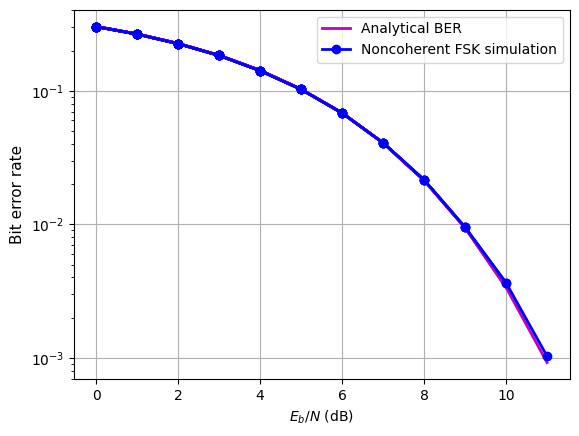 Analytical BER
Noncoherent FSK simulation
Bit error rate
10⁻¹
10⁻²
10⁻³
0 2 4 6 8 10
E_b/N (dB)